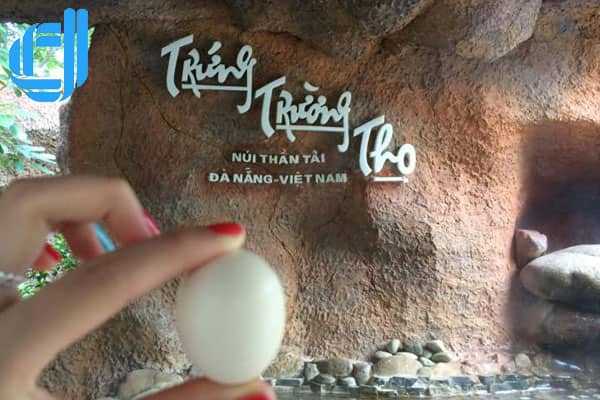 Trứng
Trường
Thọ
NÚI THẦN TÀI
ĐÀ NẴNG-VIỆT NAM